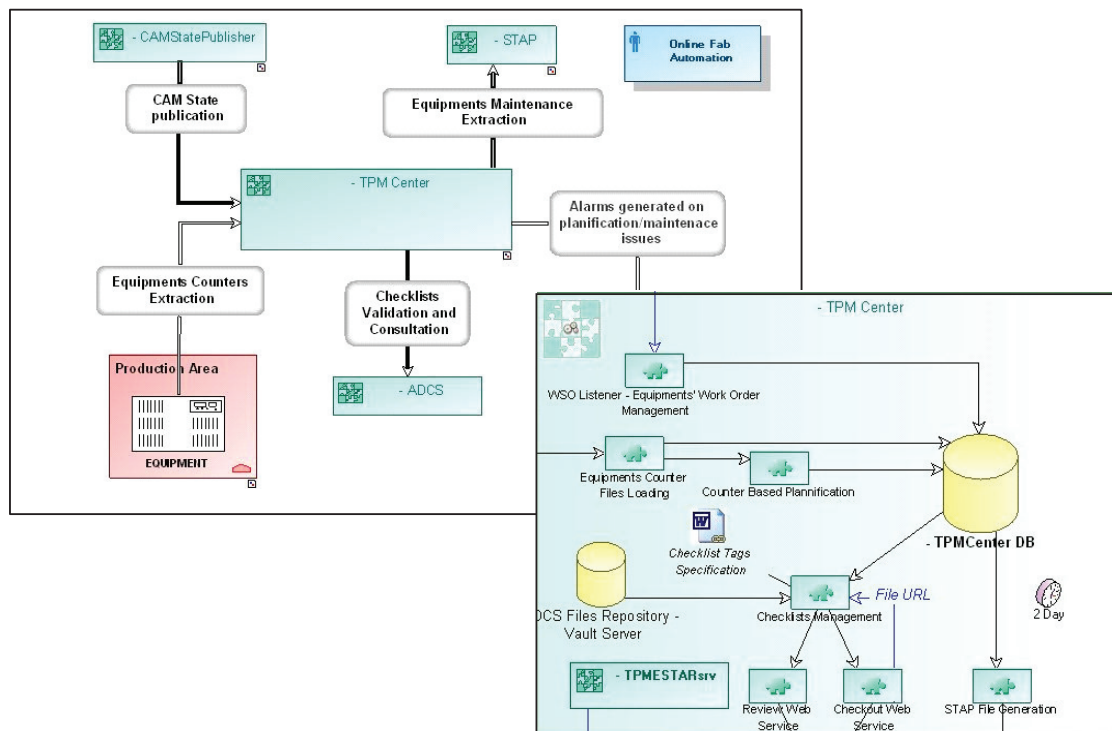 - CAMStatePublisher
- STAP
Online Fab
Automation
CAM State
publication
Equipments Maintenance
Extraction
- TPM Center
Alarms generated on
planification/maintenace
issues
Equipments Counters
Extraction
Checklists
Validation and
Consultation
Production Area
EQUIPMENT
- ADCS
- TPM Center
WSO Listener - Equipments' Work Order
Management
Equipments Counter
Files Loading
Counter Based Plannification
- TPMCenter DB
W
Checklist Tags
Specification
DCS Files Repository -
Vault Server
Checklists Management
File URL
2 Day
- TPMESTARsrv
Review Web
Service
Checkout Web
Service
STAP File Generation